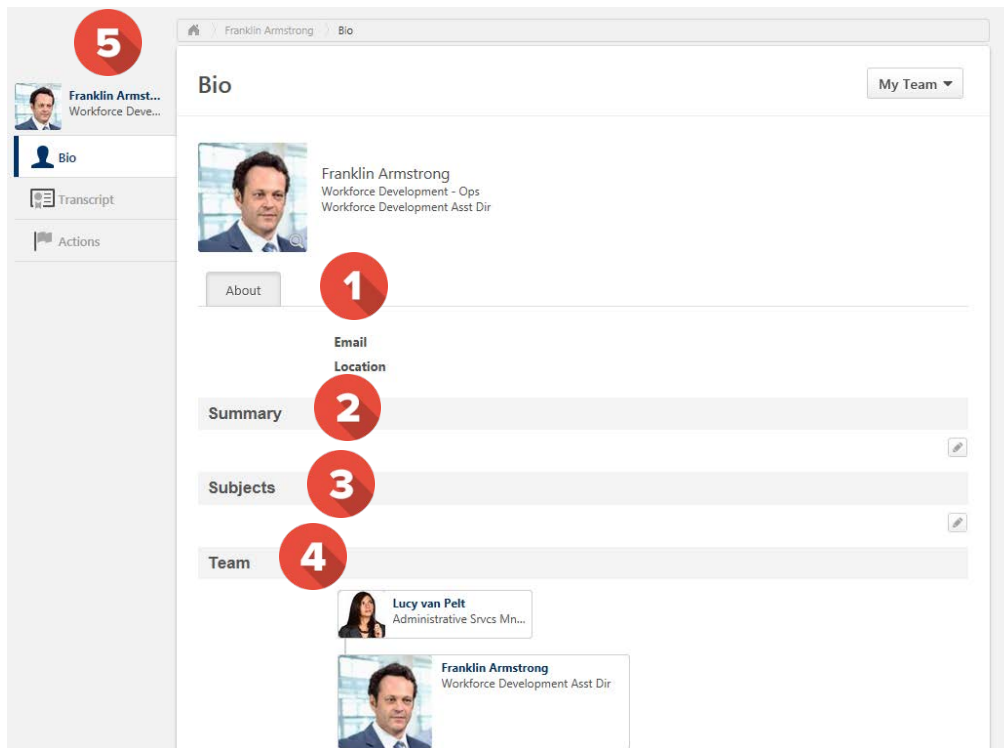 5
Franklin Armstrong
Bio
Franklin Armst...
Workforce Deve...
Bio
Transcript
Actions
Bio
My Team
Franklin Armstrong
Workforce Development - Ops
Workforce Development Asst Dir
About
1
Email
Location
Summary
2
Subjects
3
Team
4
Lucy van Pelt
Administrative Srvcs Mn...
Franklin Armstrong
Workforce Development Asst Dir